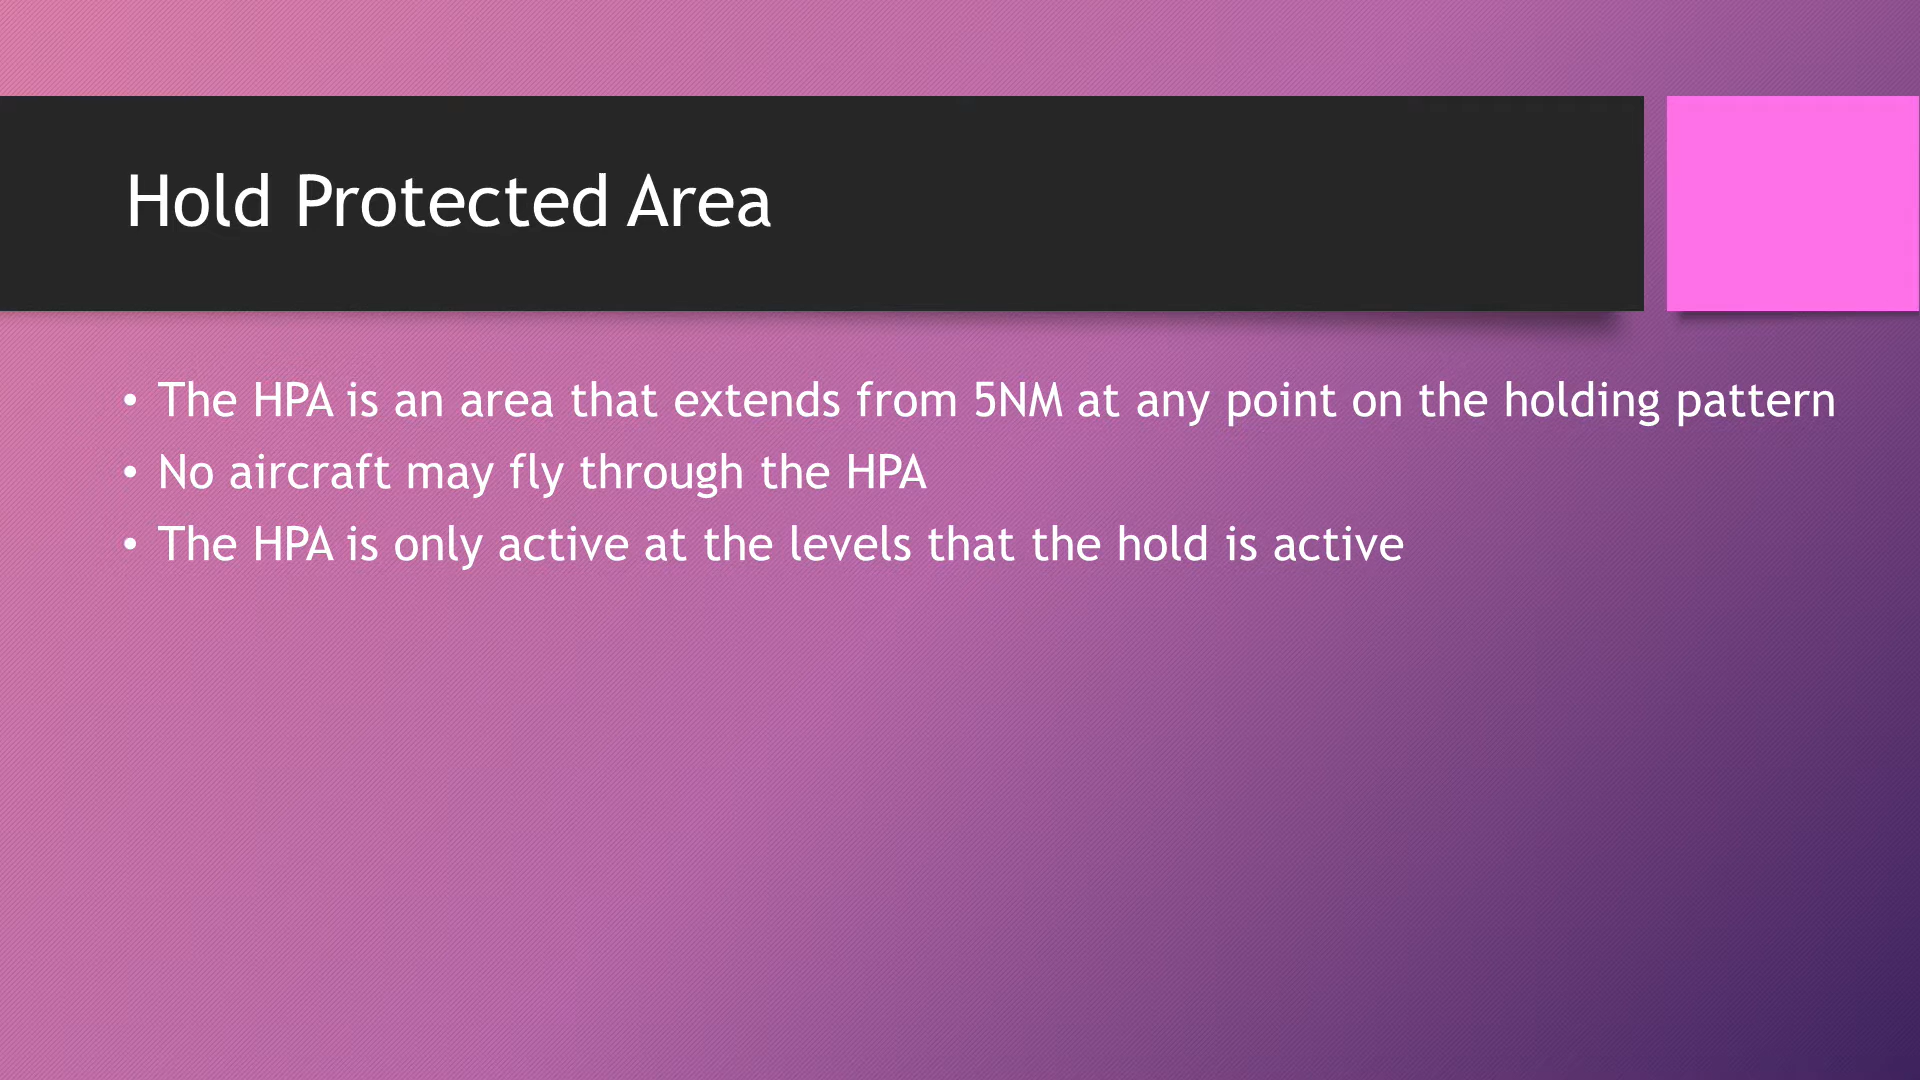 Hold Protected Area
• The HPA is an area that extends from 5NM at any point on the holding pattern
• No aircraft may fly through the HPA
• The HPA is only active at the levels that the hold is active